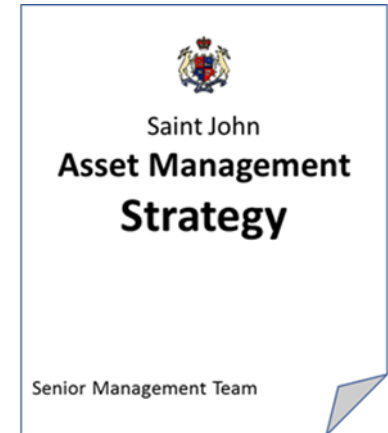 Saint John
Asset Management
Strategy
Senior Management Team